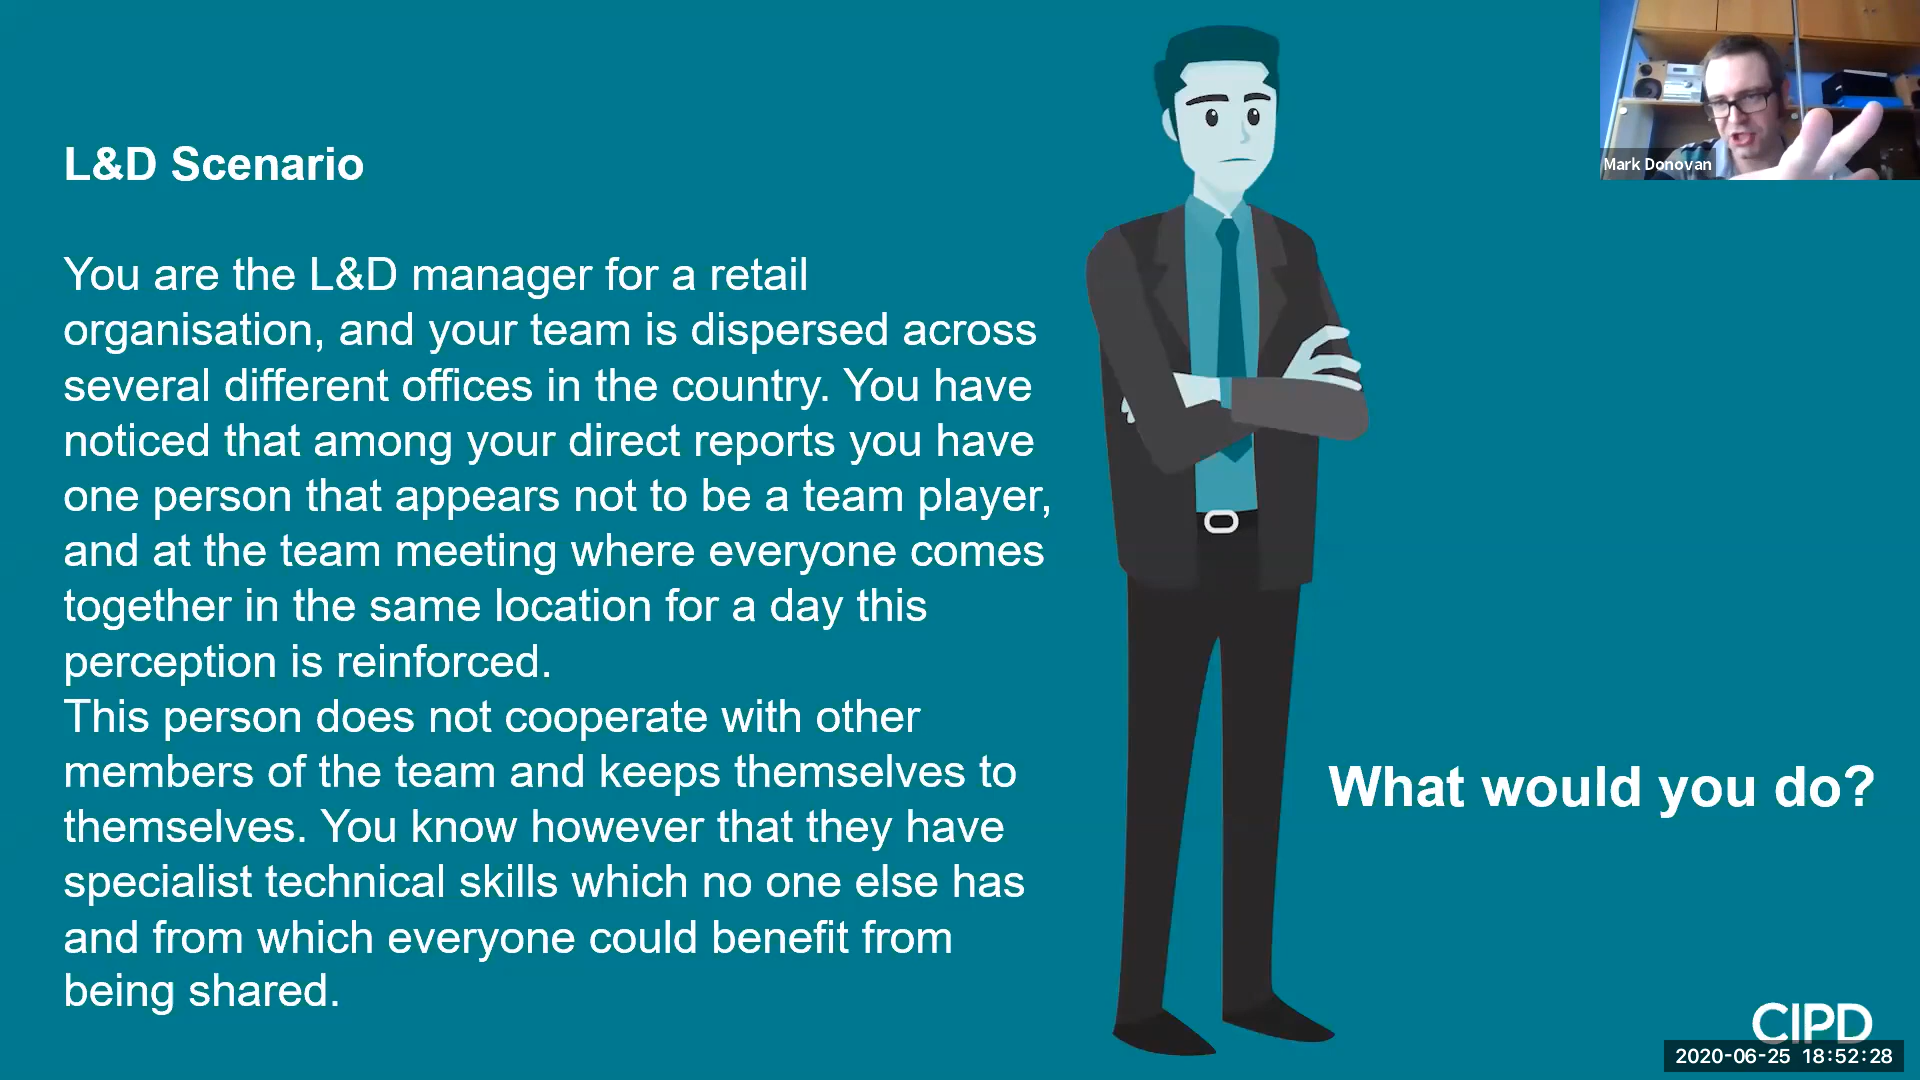 Mark Donovan
L&D Scenario
You are the L&D manager for a retail
organisation, and your team is dispersed across
several different offices in the country. You have
noticed that among your direct reports you have
one person that appears not to be a team player,
and at the team meeting where everyone comes
together in the same location for a day this
perception is reinforced.
This person does not cooperate with other
members of the team and keeps themselves to
themselves. You know however that they have
specialist technical skills which no one else has
and from which everyone could benefit from
being shared.
What would you do?
CIPD
2020-06-25 18:52:28